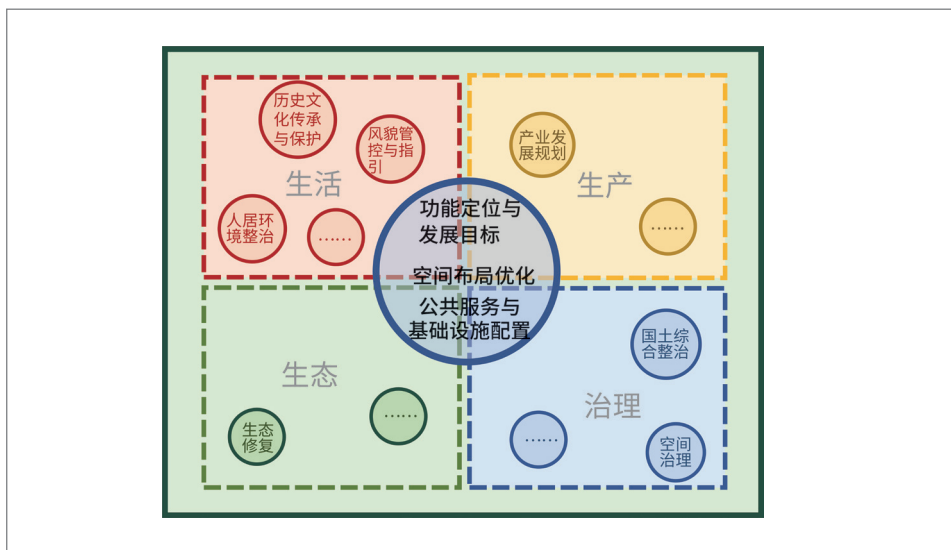 历史文
化传承
与保护
风貌管
控与指
引
生活
人居环
境整治
……
产业发
展规划
生产
……
功能定位与
发展目标
空间布局优化
公共服务与
基础设施配置
生态
……
生态
修复
国土综
合整治
治理
……
空间
治理